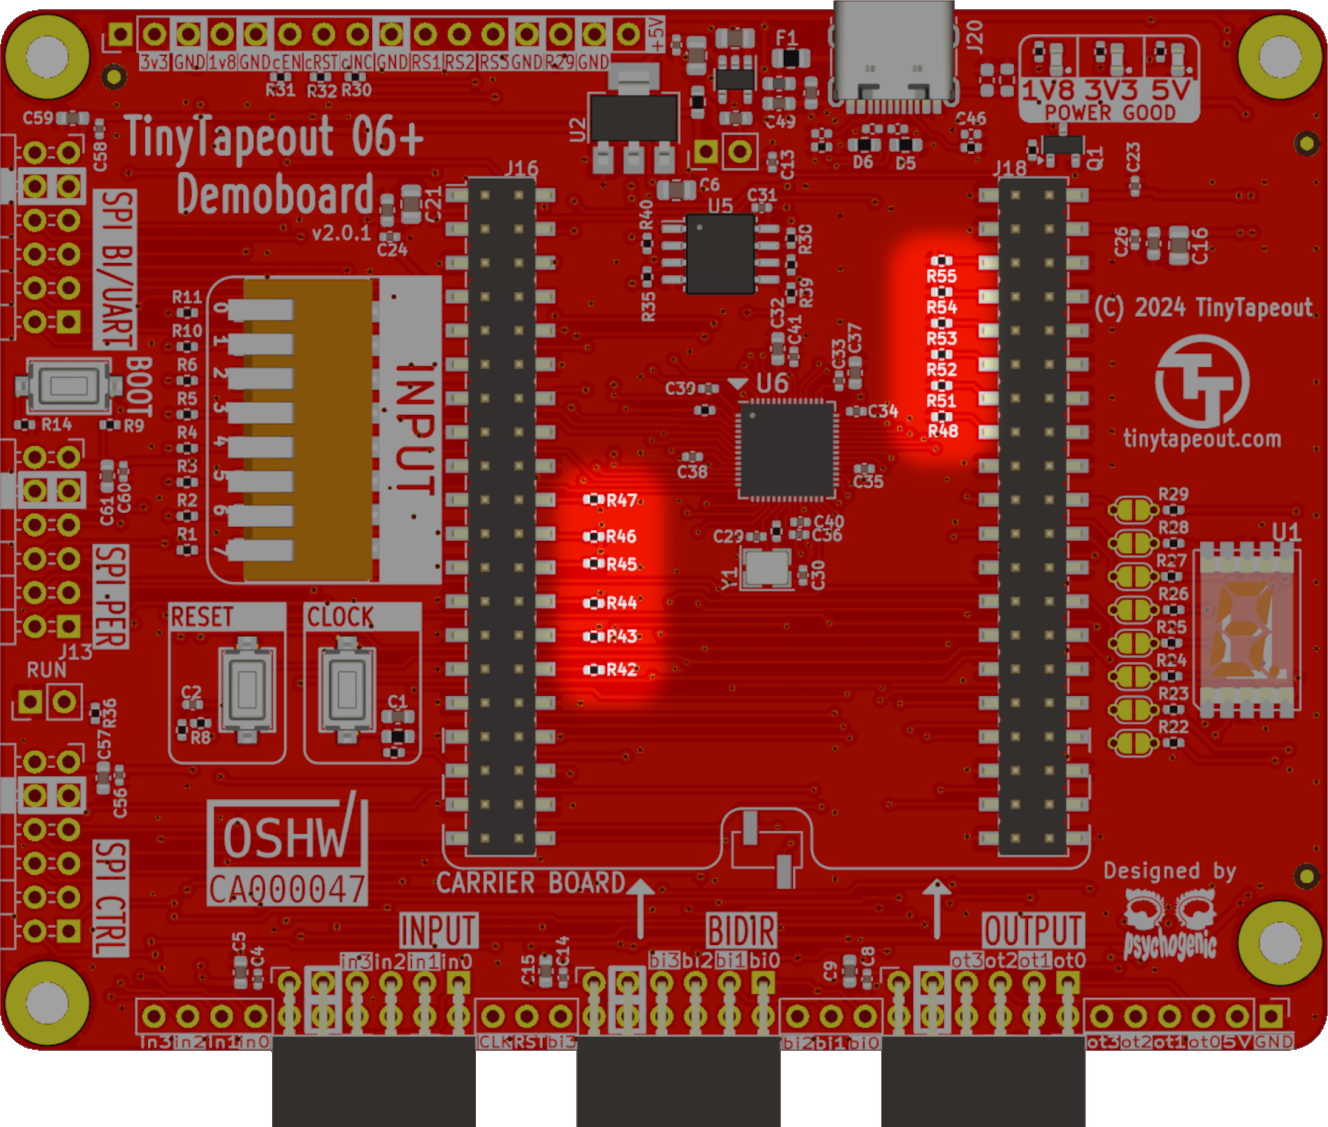 +5V
3v3 GND 1v8 GND cEN cRST cINC GND RS1 RS2 RS3 GND RZ9 GND
R31 R32 R30
F1
J20
1V8 3V3 5V
POWER GOOD
C59
C58
TinyTapeout 06+
Demoboard
v2.0.1
C21
C24
U2
C49
C13
C6
D6
D5
C46
Q1
C23
J16
J18
U5
C31
R40
R35
R30
R39
C26
C16
SPI BI/UART
R11
R10
R6
R5
R4
R3
R2
R1
0
1
2
3
4
5
6
7
INPUT
BOOT
R14
R9
C32
C41
C33
C37
C39
U6
C34
C38
C35
C29
C40
C36
Y1
C30
R55
R54
R53
R52
R51
R48
(C) 2024 TinyTapeout
TT
tinytapeout.com
R47
R46
R45
R44
R43
R42
C61
C60
SPI PER
R29
R28
R27
R26
R25
R24
R23
R22
U1
RESET
CLOCK
J13
RUN
R36
C2
R8
C1
C57
C56
SPI CTRL
OSHW
CA000047
CARRIER BOARD
Designed by
psychogenic
INPUT
BIDIR
OUTPUT
C5
C4
in3 in2 in1 in0
C15
C14
bi3 bi2 bi1 bi0
C9
C8
ot3 ot2 ot1 ot0
in3 in2 in1 in0
CLK RST bi3
bi2 bi1 bi0
ot3 ot2 ot1 ot0 5V GND